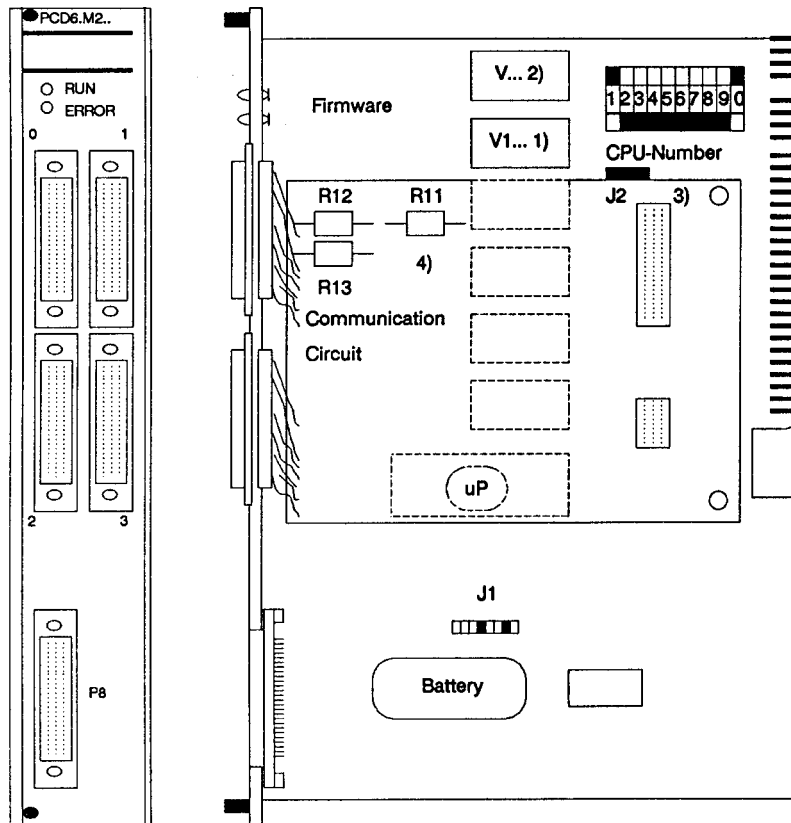 PCD6.M2..
RUN
ERROR
0 1
2 3
P8
Firmware
V... 2)
V1... 1)
1234567890
CPU-Number
J2 3)
R12 R11
R13 4)
Communication
Circuit
uP
J1
Battery